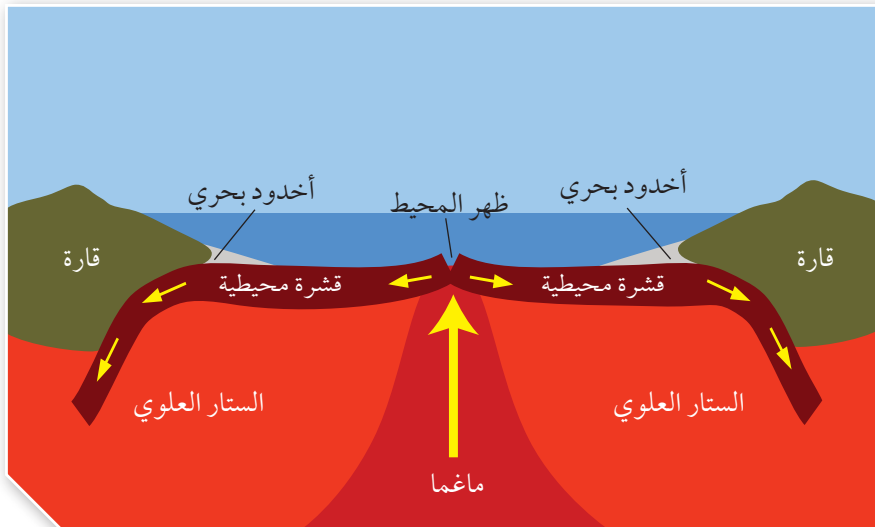 أخدود بحري
ظهر المحيط
أخدود بحري
قارة
قشرة محيطية
قشرة محيطية
قارة
الستار العلوي
الستار العلوي
ماغما